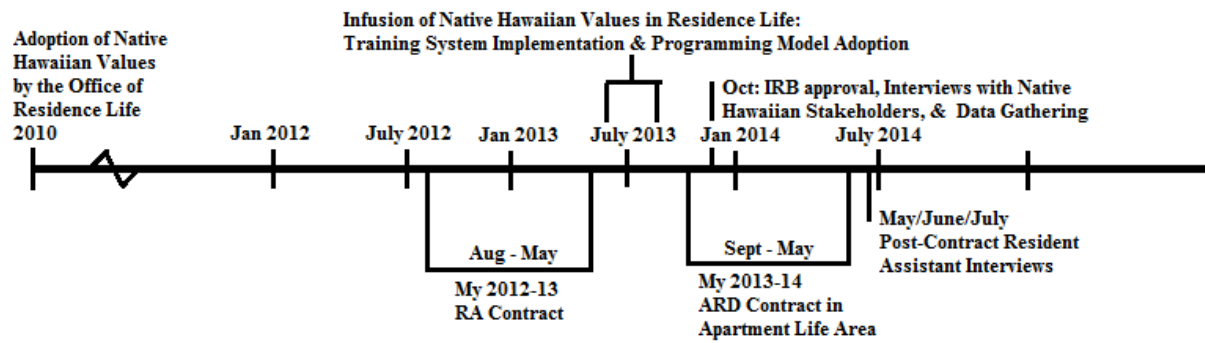 Infusion of Native Hawaiian Values in Residence Life:
Training System Implementation & Programming Model Adoption
Adoption of Native
Hawaiian Values
by the Office of
Residence Life
2010
Jan 2012
July 2012
Jan 2013
July 2013
Oct: IRB approval, Interviews with Native
Hawaiian Stakeholders, & Data Gathering
Jan 2014
July 2014
Aug - May
My 2012-13
RA Contract
Sept - May
My 2013-14
ARD Contract in
Apartment Life Area
May/June/July
Post-Contract Resident
Assistant Interviews